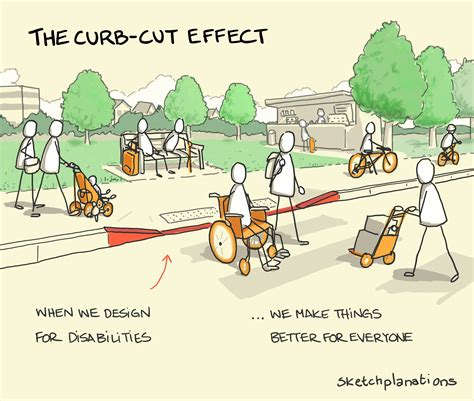 THE CURB-CUT EFFECT
WHEN WE DESIGN
FOR DISABILITIES
... WE MAKE THINGS
BETTER FOR EVERYONE
sketchplanations